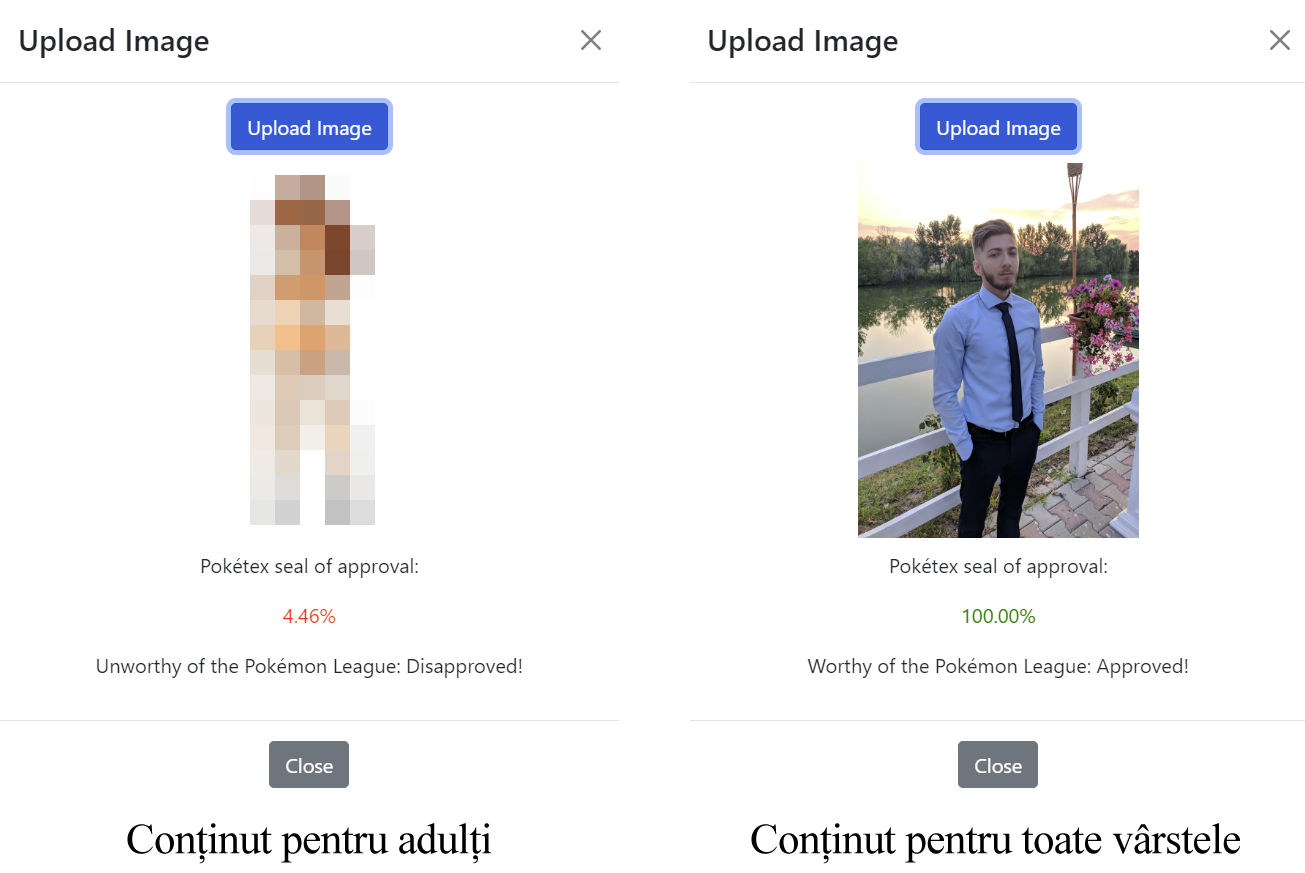 Upload Image
Upload Image
Pokétex seal of approval:
4.46%
Unworthy of the Pokémon League: Disapproved!
Close
Conținut pentru adulți
Upload Image
Upload Image
Pokétex seal of approval:
100.00%
Worthy of the Pokémon League: Approved!
Close
Conținut pentru toate vârstele